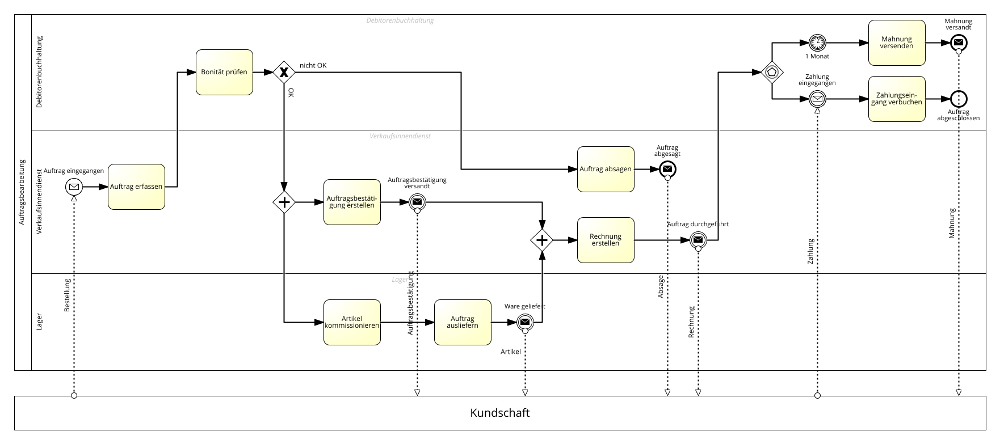 Auftragsbearbeitung
Debitorenbuchhaltung
Debitorenbuchhaltung
Bonität prüfen
nicht OK
OK
1 Monat
Mahnung
versenden
Mahnung
versandt
Zahlung
eingegangen
Zahlungsein-
gang verbuchen
Auftrag
abgeschlossen
Verkaufsinnendienst
Verkaufsinnendienst
Auftrag eingegangen
Auftrag erfassen
Auftragsbestäti-
gung erstellen
Auftragsbestätigung
versandt
Auftrag absagen
Auftrag
abgesagt
Rechnung
erstellen
Auftrag durchgeführt
Lager
Lager
Artikel
kommissionieren
Auftrag
ausliefern
Ware geliefert
Bestellung
Auftragsbestätigung
Artikel
Absage
Rechnung
Zahlung
Mahnung
Kundschaft